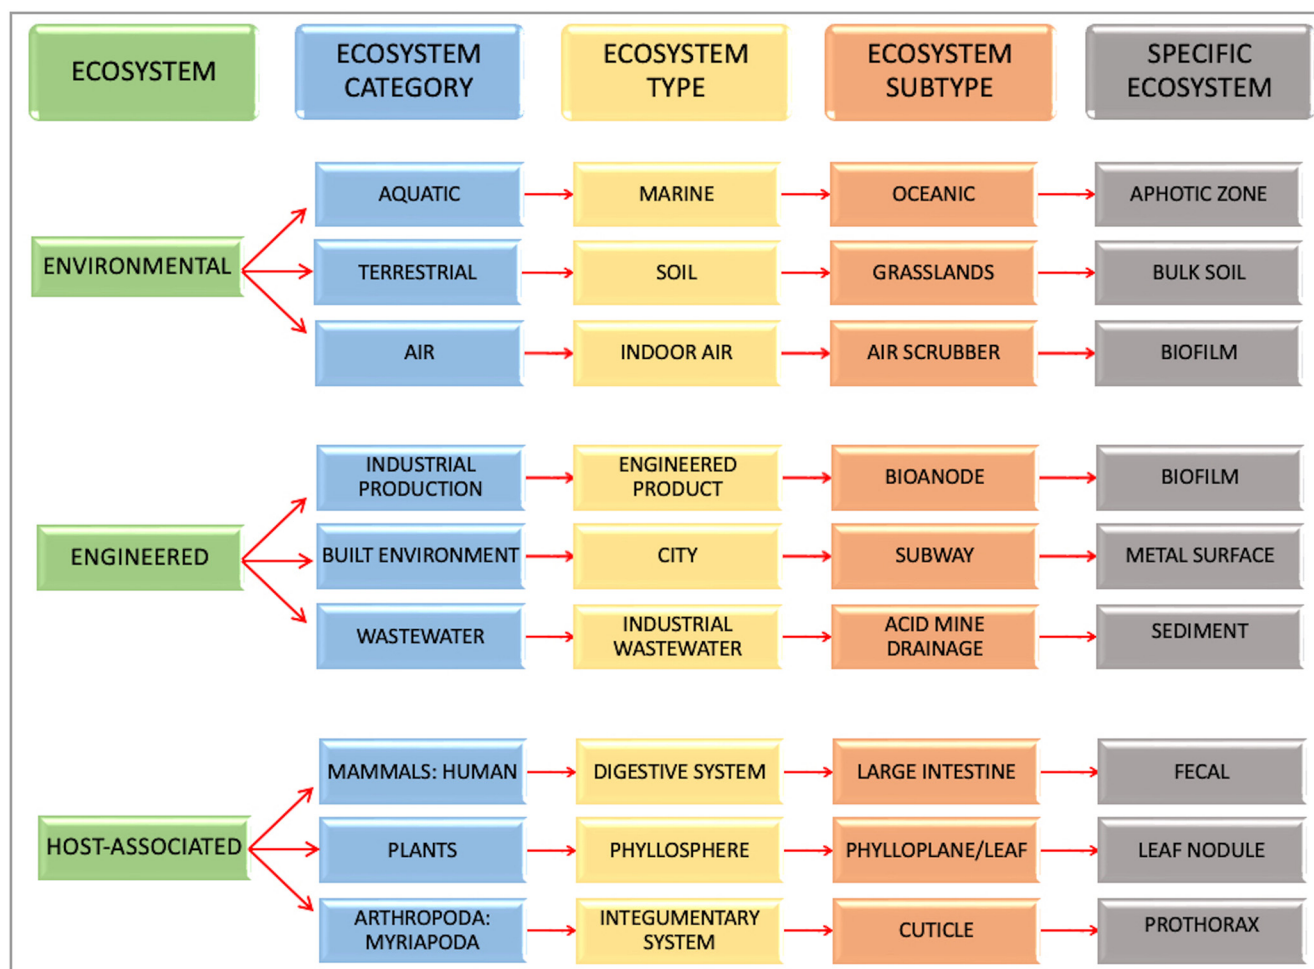 ECOSYSTEM
ECOSYSTEM
CATEGORY
ECOSYSTEM
TYPE
ECOSYSTEM
SUBTYPE
SPECIFIC
ECOSYSTEM
ENVIRONMENTAL
AQUATIC
MARINE
OCEANIC
APHOTIC ZONE
TERRESTRIAL
SOIL
GRASSLANDS
BULK SOIL
AIR
INDOOR AIR
AIR SCRUBBER
BIOFILM
ENGINEERED
INDUSTRIAL
PRODUCTION
ENGINEERED
PRODUCT
BIOANODE
BIOFILM
BUILT ENVIRONMENT
CITY
SUBWAY
METAL SURFACE
WASTEWATER
INDUSTRIAL
WASTEWATER
ACID MINE
DRAINAGE
SEDIMENT
HOST-ASSOCIATED
MAMMALS: HUMAN
DIGESTIVE SYSTEM
LARGE INTESTINE
FECAL
PLANTS
PHYLLOSPHERE
PHYLLOPLANE/LEAF
LEAF NODULE
ARTHROPODA:
MYRIAPODA
INTEGUMENTARY
SYSTEM
CUTICLE
PROTHORAX